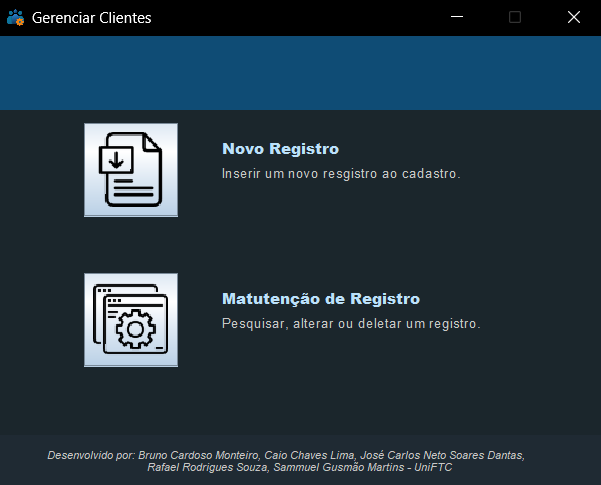 Gerenciar Clientes
Novo Registro
Inserir um novo resgistro ao cadastro.
Matutenção de Registro
Pesquisar, alterar ou deletar um registro.
Desenvolvido por: Bruno Cardoso Monteiro, Caio Chaves Lima, José Carlos Neto Soares Dantas,
Rafael Rodrigues Souza, Sammuel Gusmão Martins - UniFTC